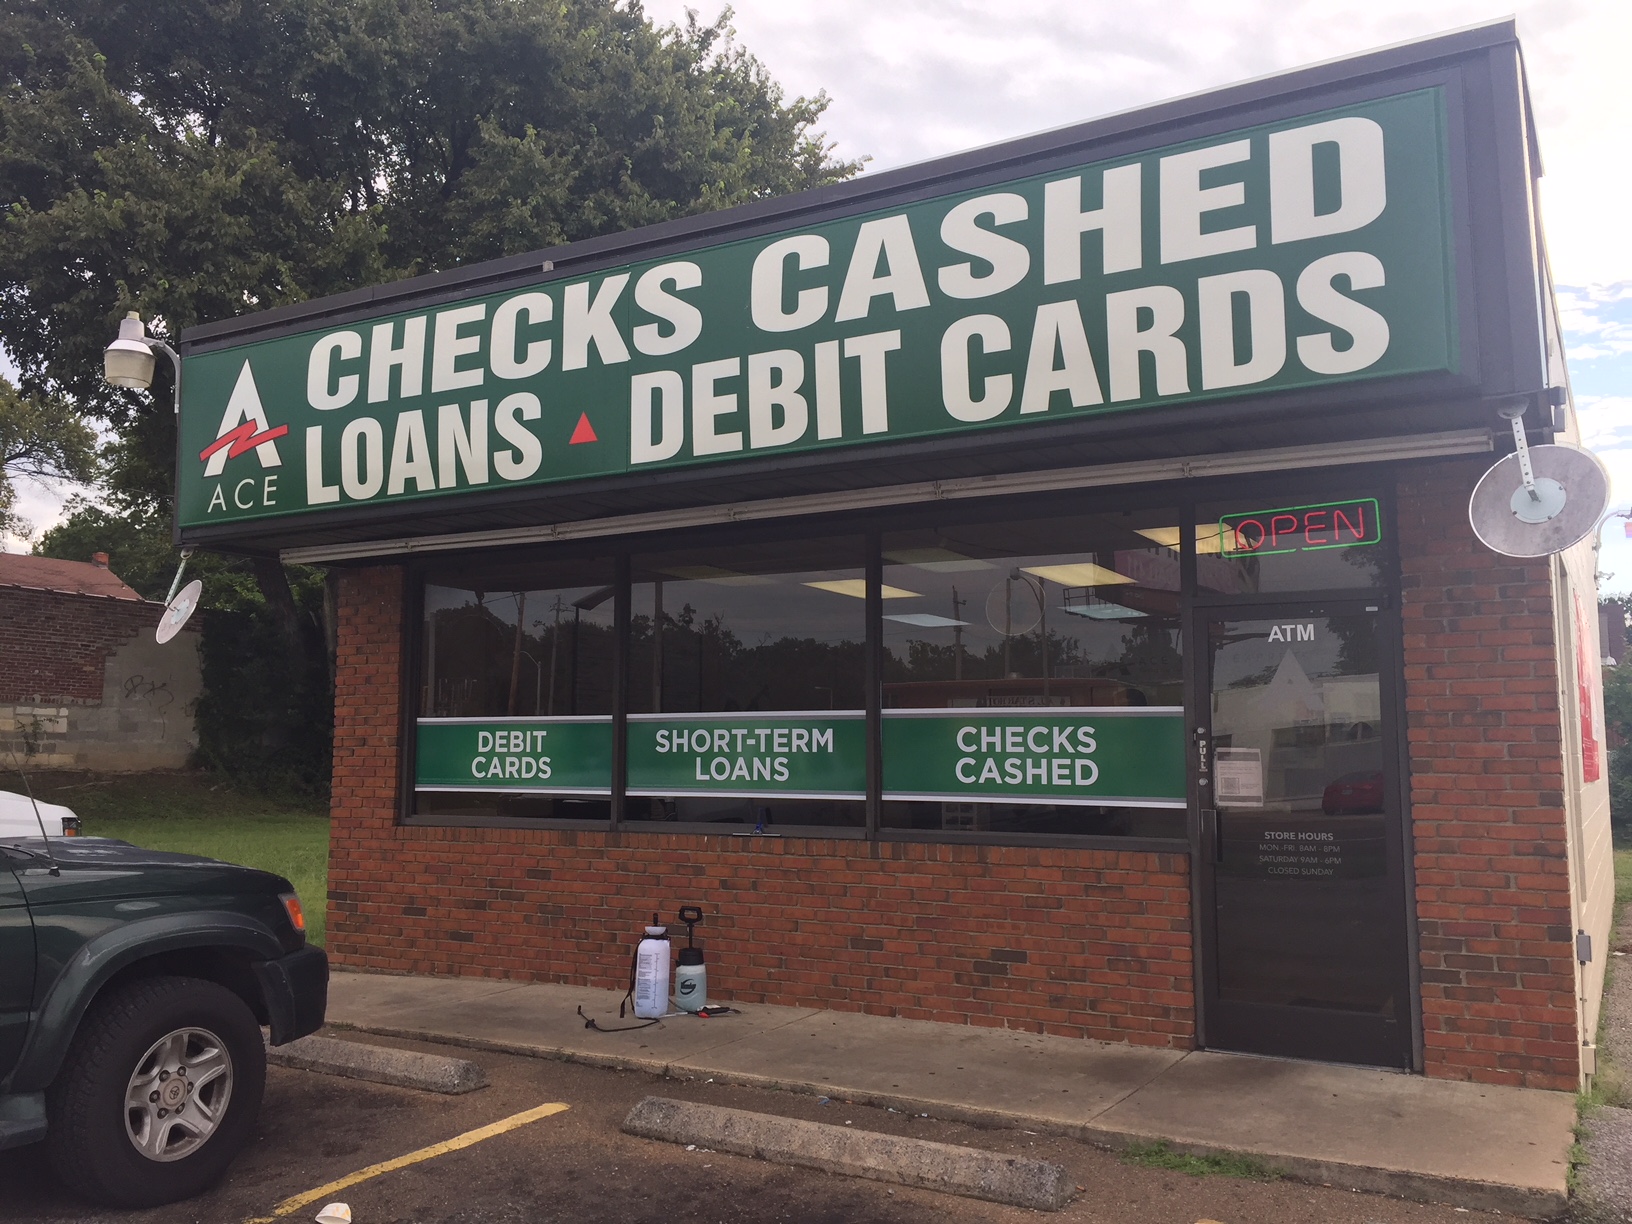 CHECKS CASHED
LOANS DEBIT CARDS
ACE
OPEN
ATM
DEBIT
CARDS
SHORT-TERM
LOANS
CHECKS
CASHED
PULL
STORE HOURS
MON-FRI 8AM - 8PM
SATURDAY 9AM - 6PM
CLOSED SUNDAY